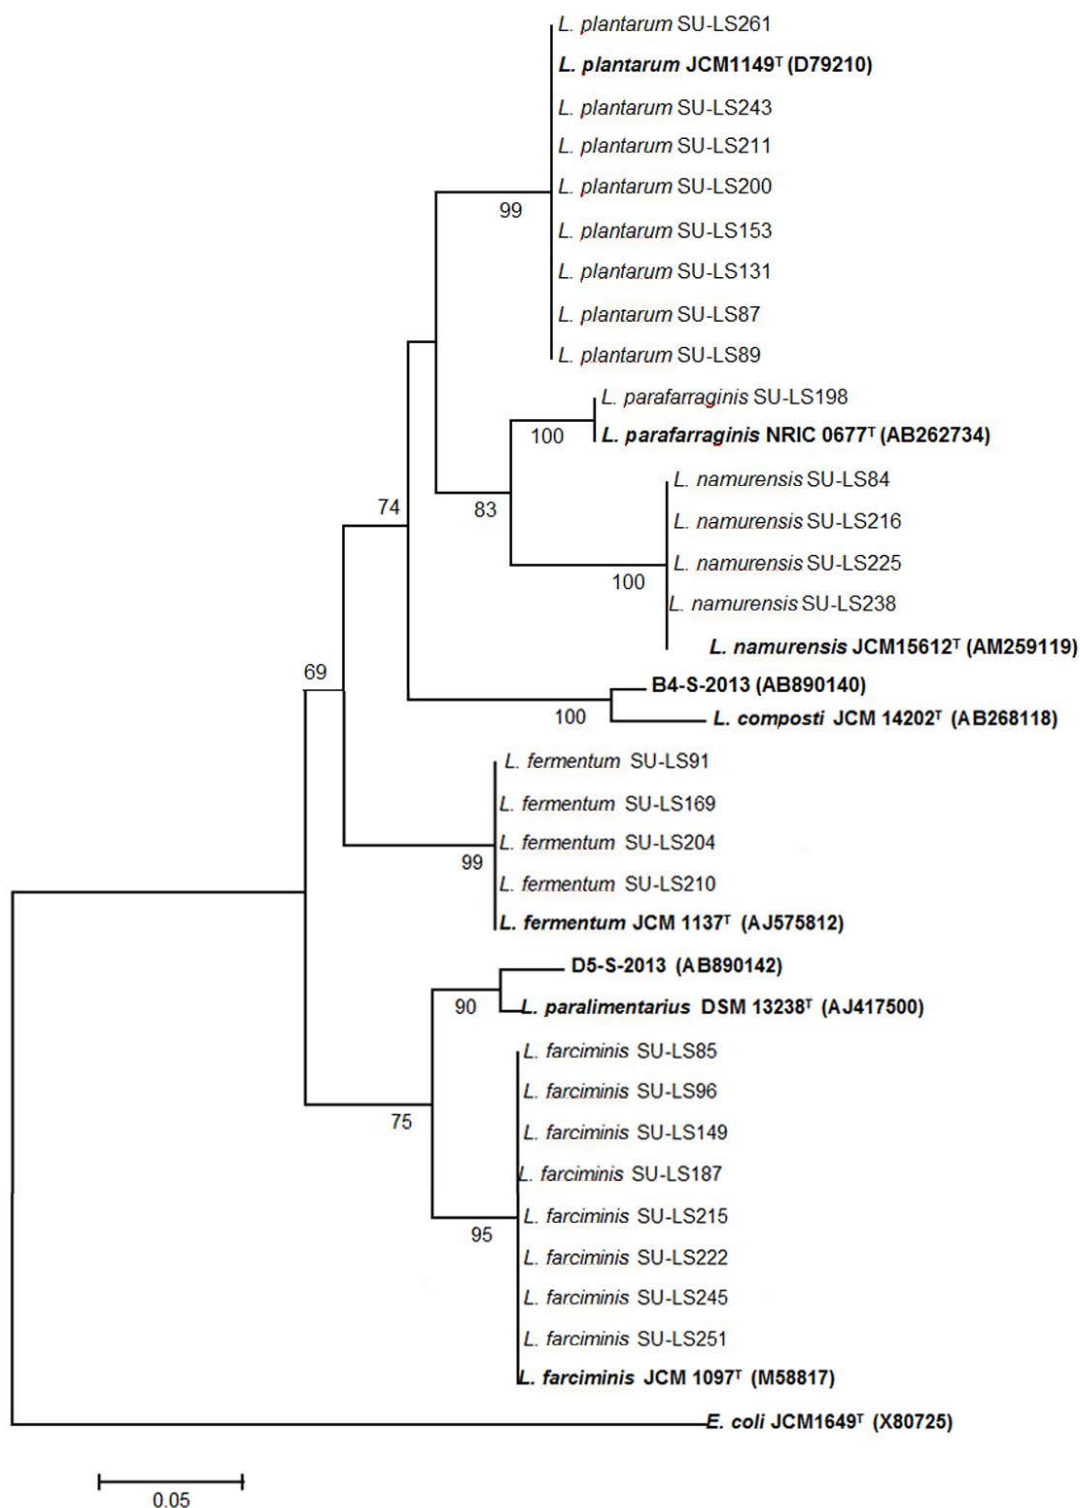 L. plantarum SU-LS261
L. plantarum JCM1149ᵀ (D79210)
L. plantarum SU-LS243
L. plantarum SU-LS211
L. plantarum SU-LS200
99
L. plantarum SU-LS153
L. plantarum SU-LS131
L. plantarum SU-LS87
L. plantarum SU-LS89
L. parafarraginis SU-LS198
100
L. parafarraginis NRIC 0677ᵀ (AB262734)
L. namurensis SU-LS84
74
83
L. namurensis SU-LS216
L. namurensis SU-LS225
100
L. namurensis SU-LS238
L. namurensis JCM15612ᵀ (AM259119)
69
B4-S-2013 (AB890140)
100
L. composti JCM 14202ᵀ (AB268118)
L. fermentum SU-LS91
L. fermentum SU-LS169
L. fermentum SU-LS204
99
L. fermentum SU-LS210
L. fermentum JCM 1137ᵀ (AJ575812)
D5-S-2013 (AB890142)
90
L. paralimentarius DSM 13238ᵀ (AJ417500)
L. farciminis SU-LS85
L. farciminis SU-LS96
75
L. farciminis SU-LS149
L. farciminis SU-LS187
L. farciminis SU-LS215
95
L. farciminis SU-LS222
L. farciminis SU-LS245
L. farciminis SU-LS251
L. farciminis JCM 1097ᵀ (M58817)
E. coli JCM1649ᵀ (X80725)
0.05